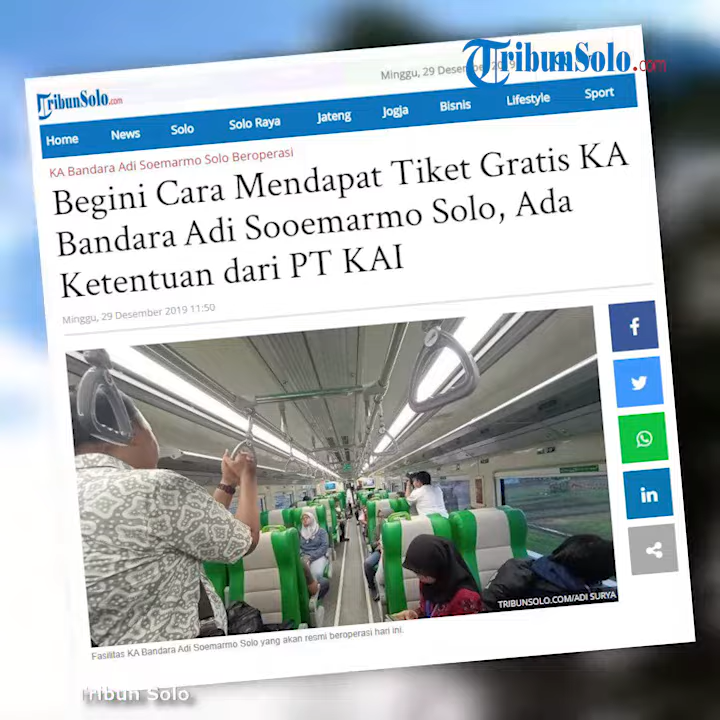 TribunSolo.com
TribunSolo.com
Minggu, 29 Desember 2019
Home News Solo Solo Raya Jateng Jogja Bisnis Lifestyle Sport
KA Bandara Adi Soemarmo Solo Beroperasi
Begini Cara Mendapat Tiket Gratis KA
Bandara Adi Sooemarmo Solo, Ada
Ketentuan dari PT KAI
Minggu, 29 Desember 2019 11:50
TRIBUNSOLO.COM/ADI SURYA
Fasilitas KA Bandara Adi Soemarmo Solo yang akan resmi beroperasi hari ini.
Tribun Solo